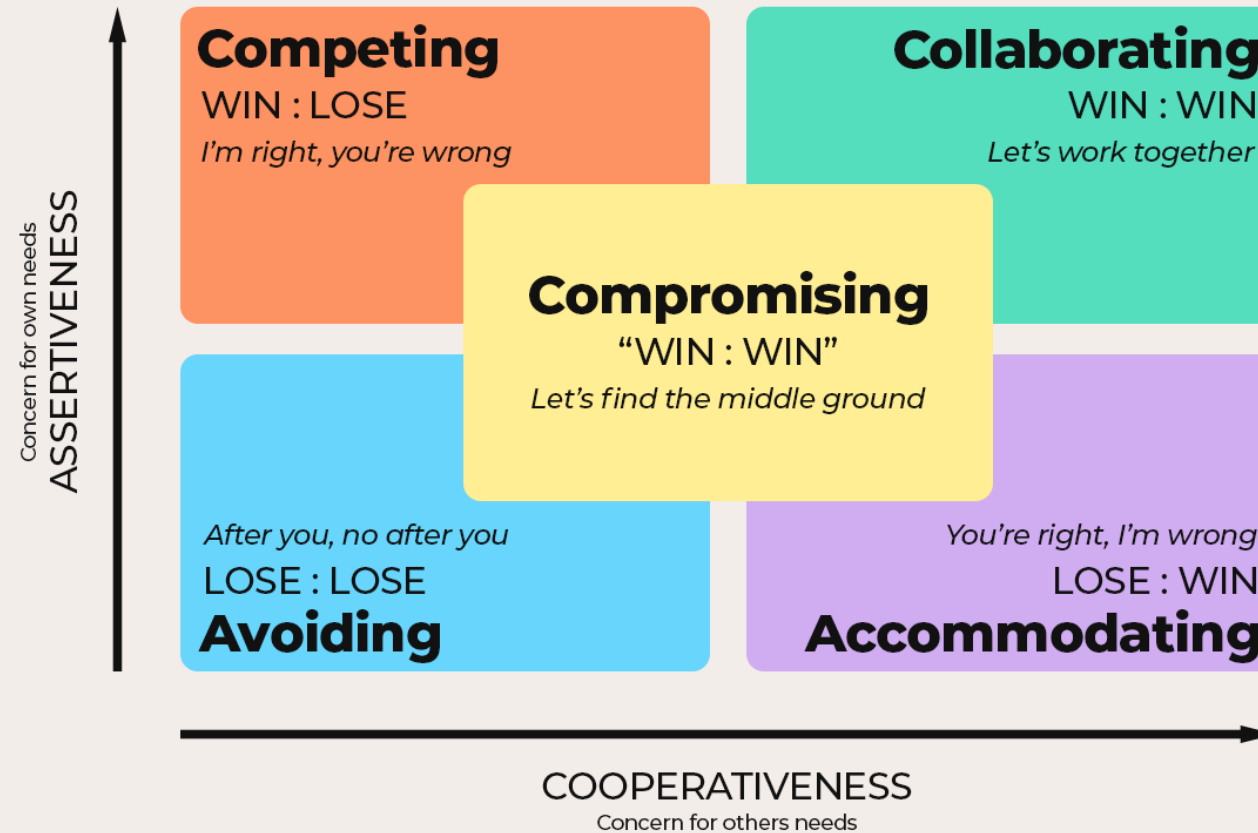 Competing
WIN : LOSE
I'm right, you're wrong
Collaborating
WIN : WIN
Let's work together
Concern for own needs
ASSERTIVENESS
Compromising
“WIN : WIN”
Let's find the middle ground
After you, no after you
LOSE : LOSE
Avoiding
You're right, I'm wrong
LOSE : WIN
Accommodating
COOPERATIVENESS
Concern for others needs